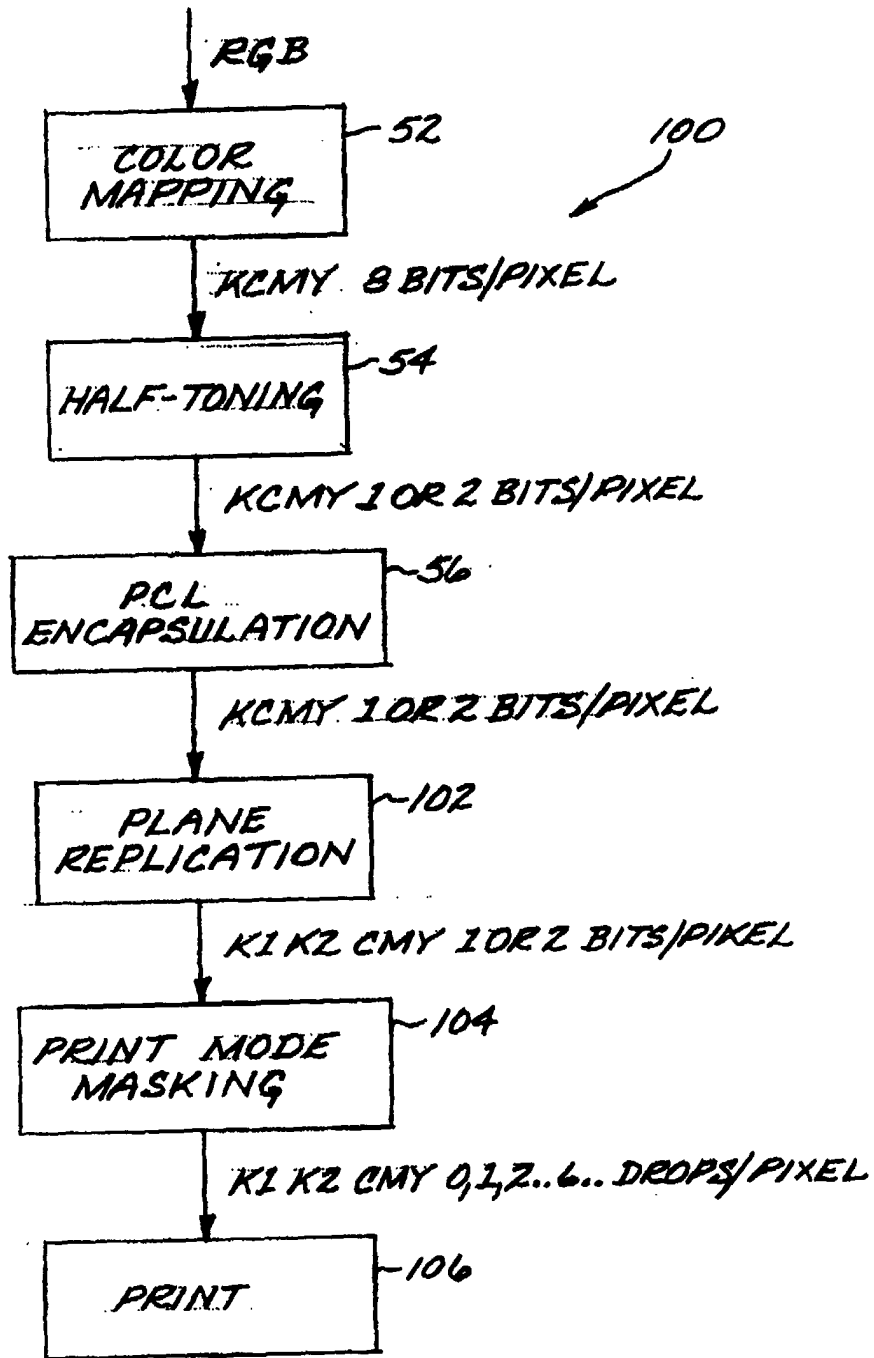 RGB
COLOR
MAPPING
52
100
KCMY 8 BITS/PIXEL
HALF-TONING
54
KCMY 1 OR 2 BITS/PIXEL
PCL
ENCAPSULATION
56
KCMY 1 OR 2 BITS/PIXEL
PLANE
REPLICATION
102
K1 K2 CMY 1 OR 2 BITS/PIXEL
PRINT MODE
MASKING
104
K1 K2 CMY 0,1,2..6.. DROPS/PIXEL
PRINT
106